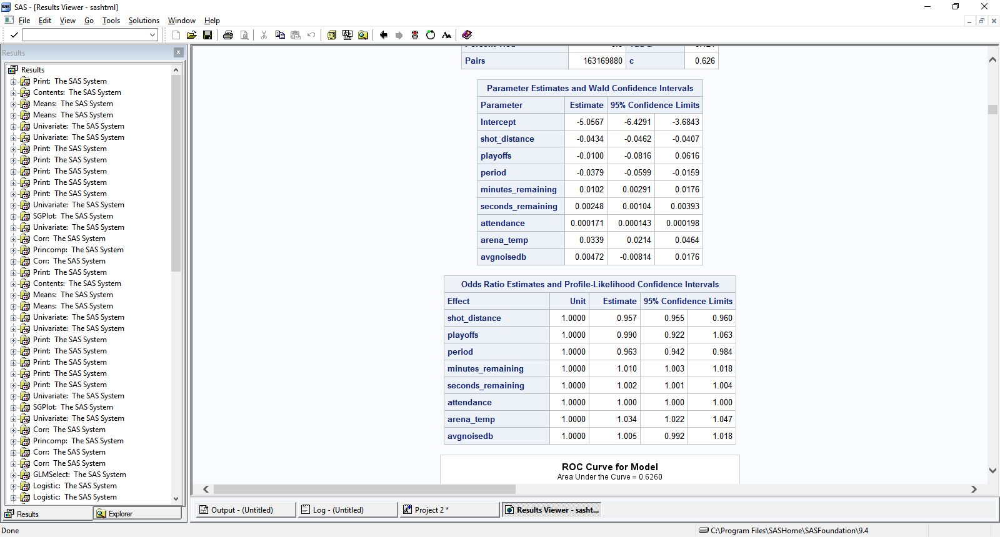 SAS - [Results Viewer - sashtml]
File Edit View Go Tools Solutions Window Help
Results
Results
Print: The SAS System
Contents: The SAS System
Means: The SAS System
Means: The SAS System
Univariate: The SAS System
Univariate: The SAS System
Print: The SAS System
Print: The SAS System
Print: The SAS System
Print: The SAS System
Print: The SAS System
Univariate: The SAS System
SGPlot: The SAS System
Univariate: The SAS System
Corr: The SAS System
Princomp: The SAS System
Corr: The SAS System
Print: The SAS System
Contents: The SAS System
Means: The SAS System
Means: The SAS System
Univariate: The SAS System
Univariate: The SAS System
Print: The SAS System
Print: The SAS System
Print: The SAS System
Print: The SAS System
Print: The SAS System
Univariate: The SAS System
SGPlot: The SAS System
Univariate: The SAS System
Corr: The SAS System
Princomp: The SAS System
Corr: The SAS System
Corr: The SAS System
GLMSelect: The SAS System
Logistic: The SAS System
Logistic: The SAS System
Results Explorer
Pairs 163169880 c 0.626
Parameter Estimates and Wald Confidence Intervals
Parameter Estimate 95% Confidence Limits
Intercept -5.0567 -6.4291 -3.6843
shot_distance -0.0434 -0.0462 -0.0407
playoffs -0.0100 -0.0816 0.0616
period -0.0379 -0.0599 -0.0159
minutes_remaining 0.0102 0.00291 0.0176
seconds_remaining 0.00248 0.00104 0.00393
attendance 0.000171 0.000143 0.000198
arena_temp 0.0339 0.0214 0.0464
avgnoisedb 0.00472 -0.00814 0.0176
Odds Ratio Estimates and Profile-Likelihood Confidence Intervals
Effect Unit Estimate 95% Confidence Limits
shot_distance 1.0000 0.957 0.955 0.960
playoffs 1.0000 0.990 0.922 1.063
period 1.0000 0.963 0.942 0.984
minutes_remaining 1.0000 1.010 1.003 1.018
seconds_remaining 1.0000 1.002 1.001 1.004
attendance 1.0000 1.000 1.000 1.000
arena_temp 1.0000 1.034 1.022 1.047
avgnoisedb 1.0000 1.005 0.992 1.018
ROC Curve for Model
Area Under the Curve = 0.6260
Output - (Untitled) Log - (Untitled) Project 2 * Results Viewer - sasht...
Done C:\Program Files\SASHome\SASFoundation\9.4